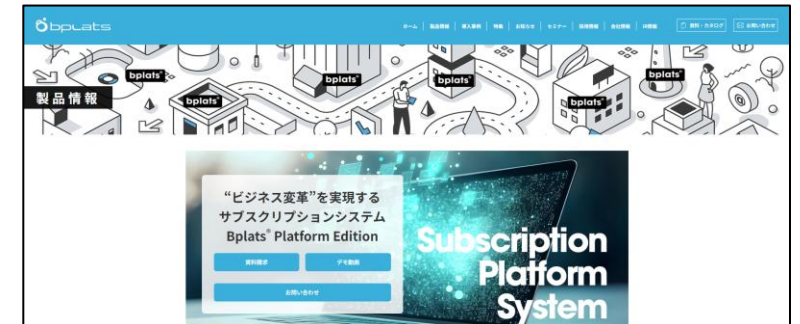 bplats
ホーム | 製品情報 | 導入事例 | 特集 | お知らせ | セミナー | 採用情報 | 会社情報 | IR情報
資料・カタログ
お問い合わせ
bplats®
bplats®
bplats®
bplats®
bplats®
bplats®
製品情報
“ビジネス変革”を実現する
サブスクリプションシステム
Bplats® Platform Edition
資料請求
デモ動画
お問い合わせ
Subscription
Platform
System